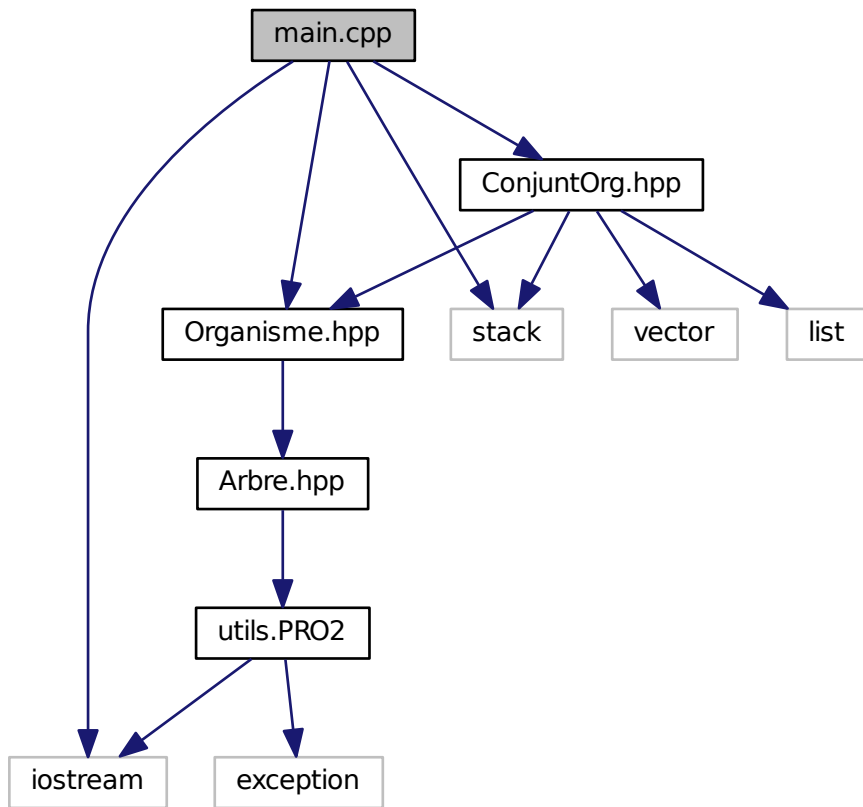 main.cpp
ConjuntOrg.hpp
Organisme.hpp
stack
vector
list
Arbre.hpp
utils.PRO2
iostream
exception